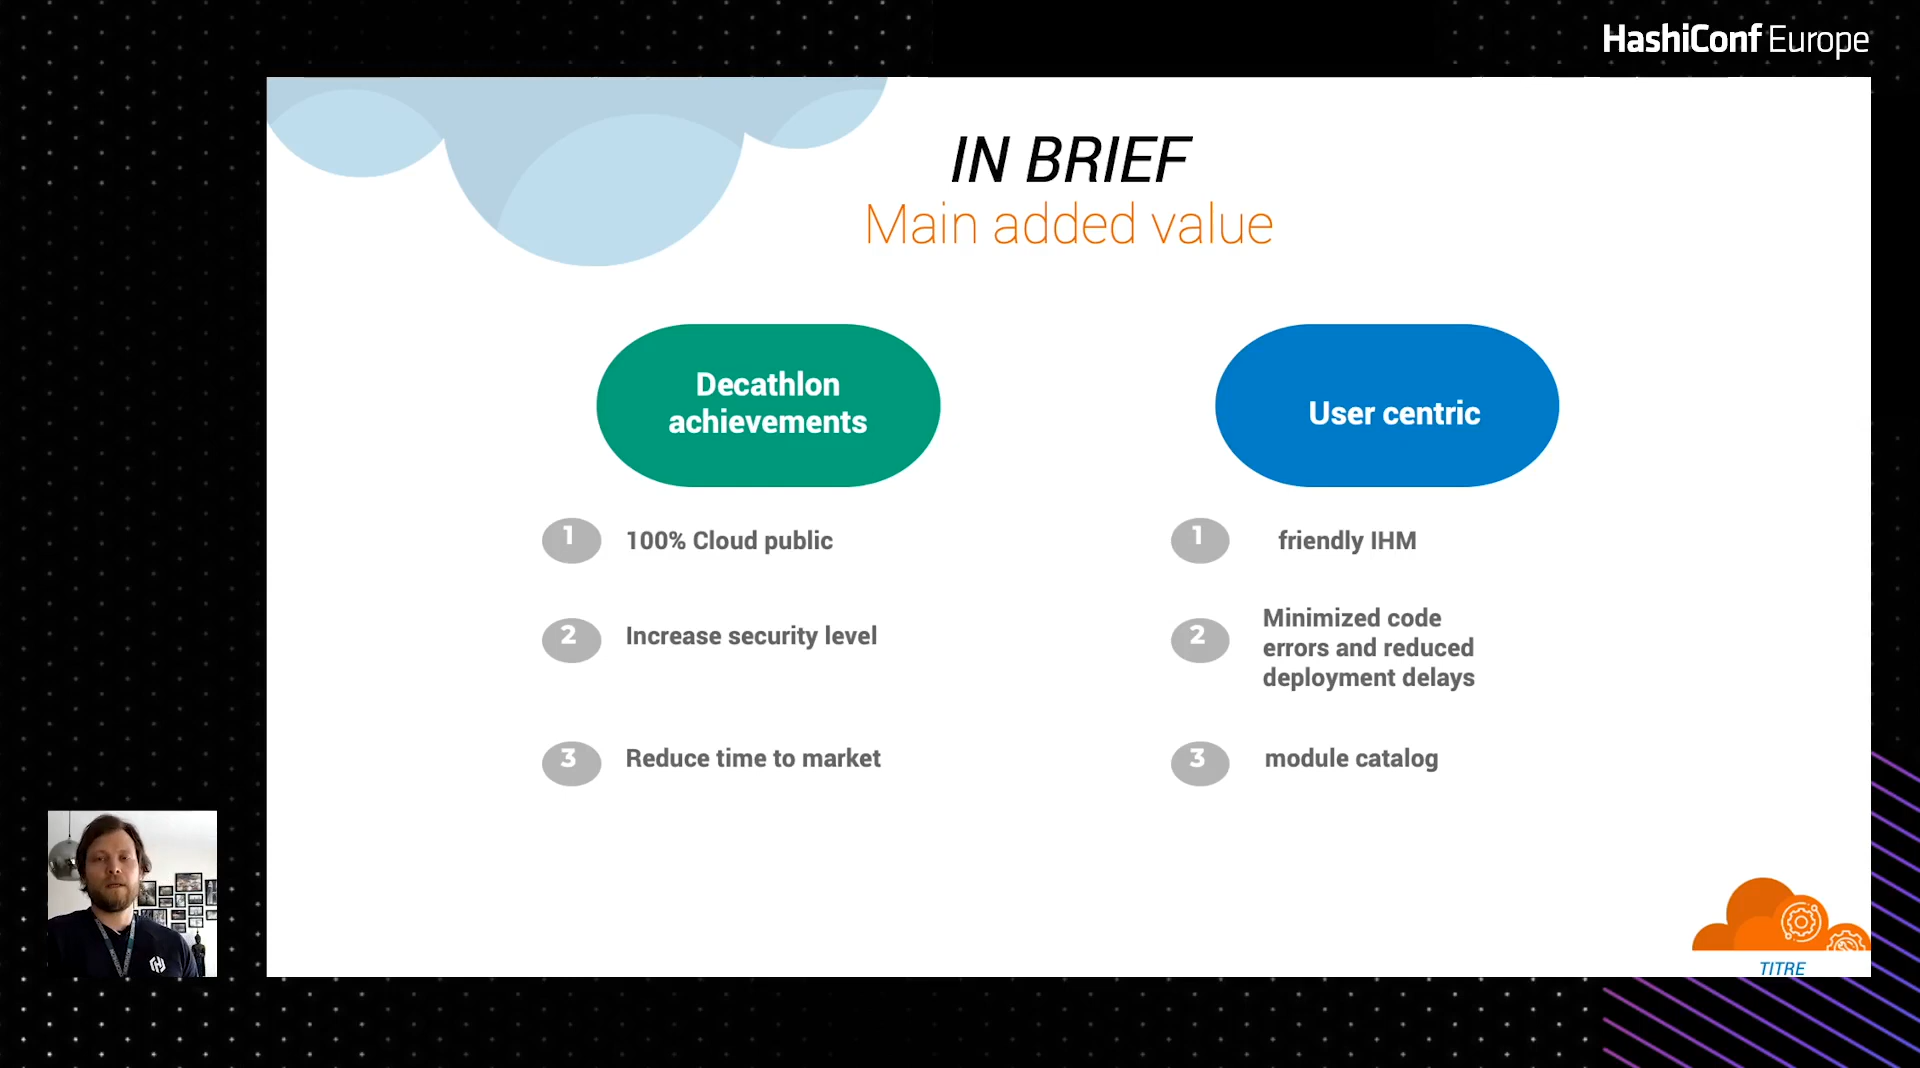 HashiConf Europe
IN BRIEF
Main added value
Decathlon
achievements
1 100% Cloud public
2 Increase security level
3 Reduce time to market
User centric
1 friendly IHM
2 Minimized code
errors and reduced
deployment delays
3 module catalog
TITRE